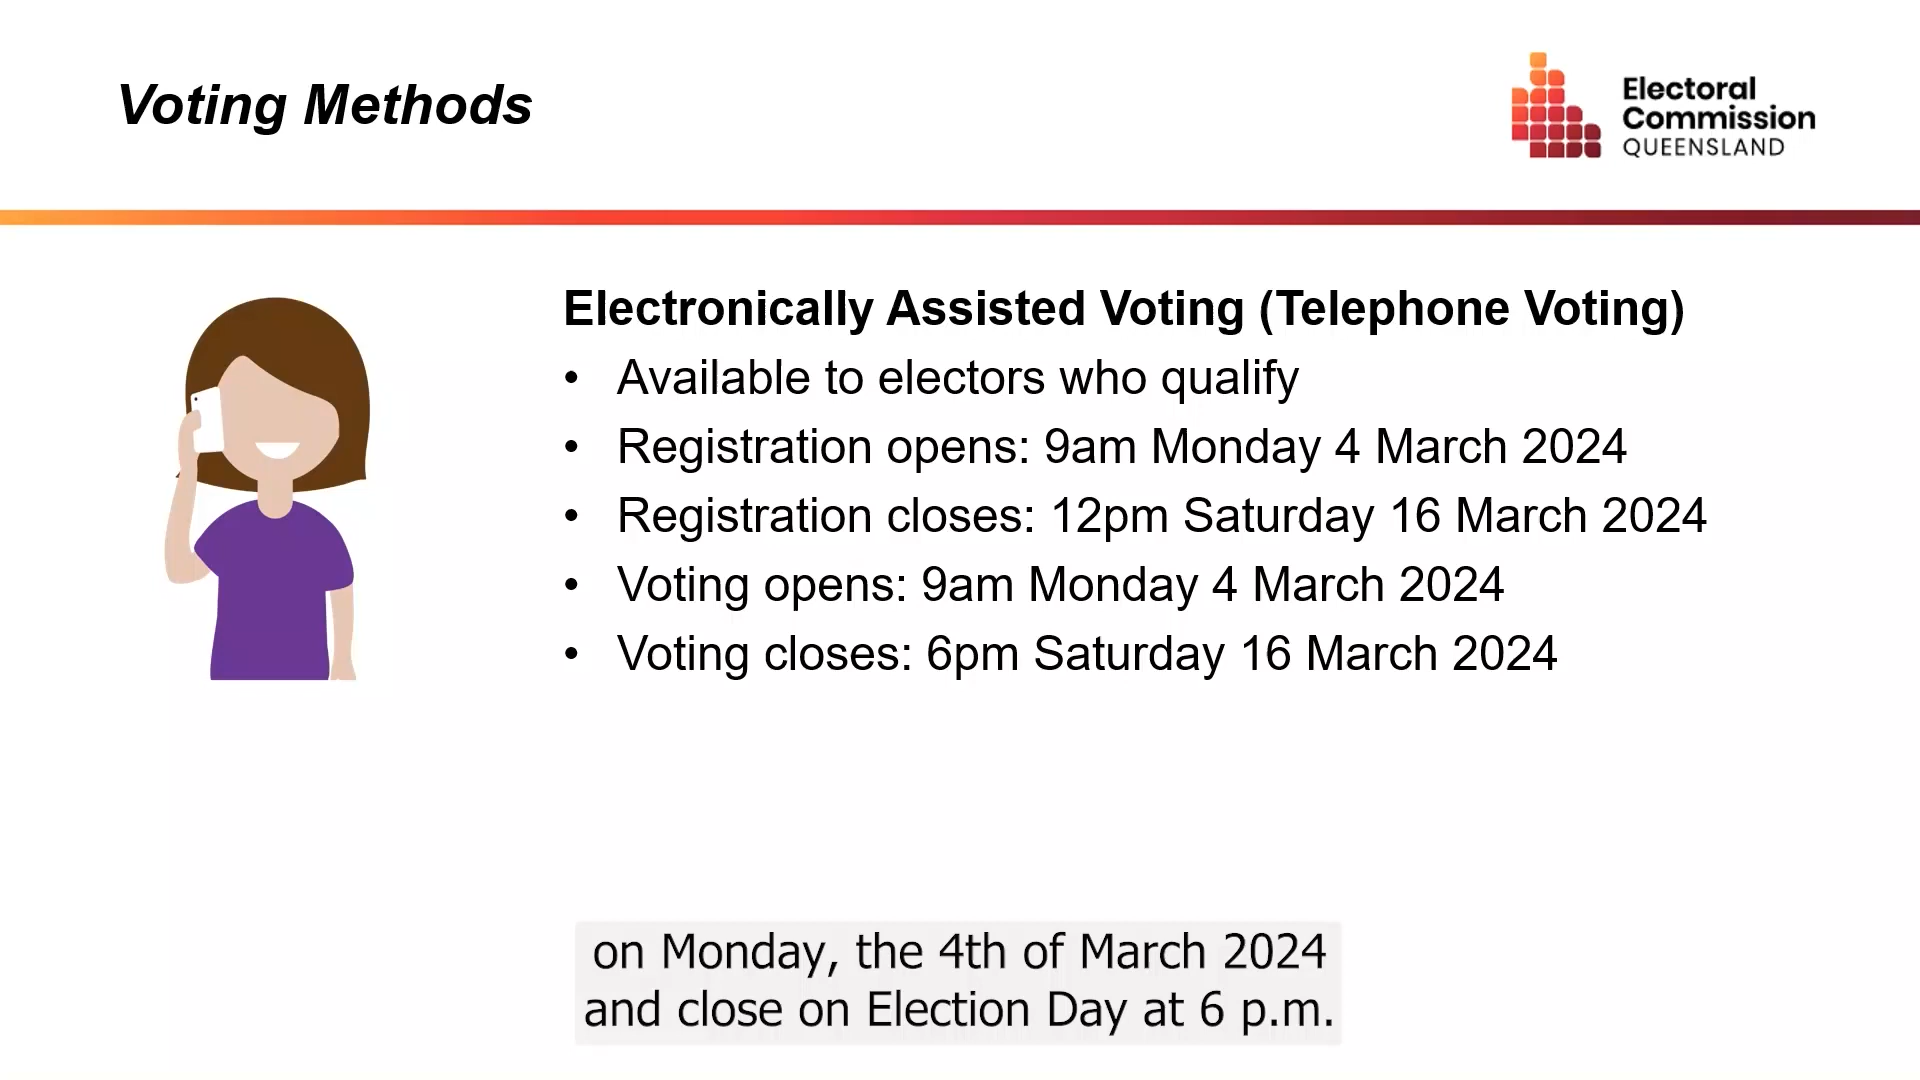 Voting Methods
Electoral
Commission
QUEENSLAND
Electronically Assisted Voting (Telephone Voting)
• Available to electors who qualify
• Registration opens: 9am Monday 4 March 2024
• Registration closes: 12pm Saturday 16 March 2024
• Voting opens: 9am Monday 4 March 2024
• Voting closes: 6pm Saturday 16 March 2024
on Monday, the 4th of March 2024
and close on Election Day at 6 p.m.